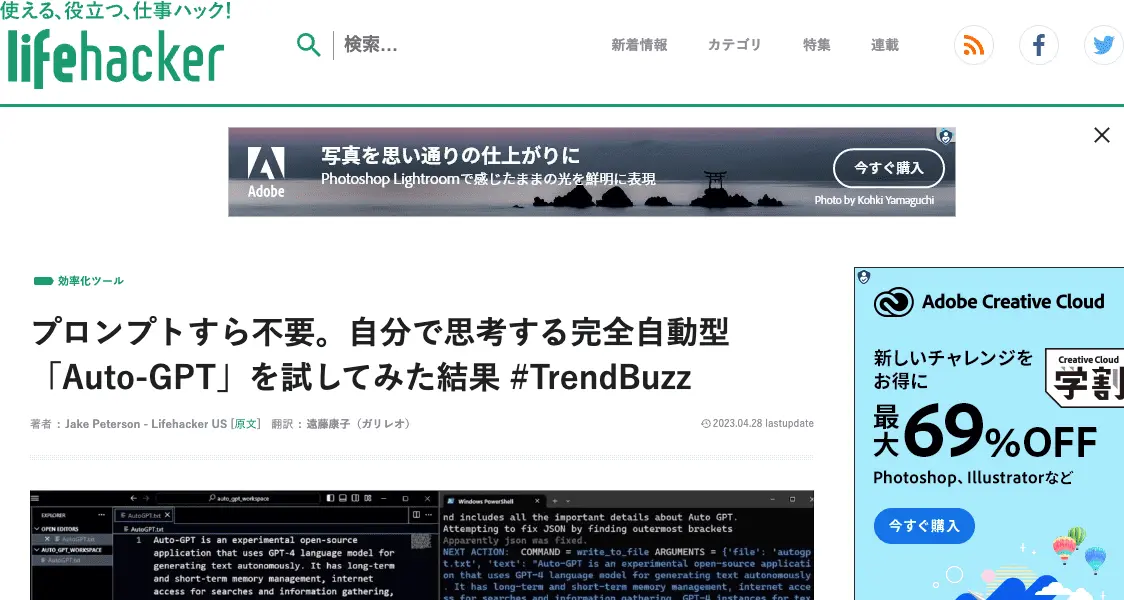 使える、役立つ、仕事ハック!
lifehacker
検索...
新着情報 カテゴリ 特集 連載
Adobe
写真を思い通りの仕上がりに
Photoshop Lightroomで感じたままの光を鮮明に表現
今すぐ購入
Photo by Kohki Yamaguchi
効率化ツール
プロンプトすら不要。自分で思考する完全自動型
「Auto-GPT」を試してみた結果 #TrendBuzz
著者：Jake Peterson - Lifehacker US [原文] 翻訳：遠藤康子（ガリレオ）
2023.04.28 lastupdate
auto_gpt_workspace
EXPLORER
OPEN EDITORS
AutoGPT.txt
AUTO_GPT_WORKSPACE
AutoGPT.txt
AutoGPT.txt
AutoGPT.txt
1 Auto-GPT is an experimental open-source
application that uses GPT-4 language model for
generating text autonomously. It has long-term
and short-term memory management, internet
access for searches and information gathering,
Windows PowerShell
nd includes all the important details about Auto GPT.
Attempting to fix JSON by finding outermost brackets
Apparently json was fixed.
NEXT ACTION: COMMAND = write_to_file ARGUMENTS = {'file': 'autogp
t.txt', 'text': "Auto-GPT is an experimental open-source applicati
on that uses GPT-4 language model for generating text autonomously
. It has long-term and short-term memory management, internet acce
ss for searches and information gathering, GPT-4 instances for tex
Adobe Creative Cloud
新しいチャレンジを
お得に
Creative Cloud
学割
最大69%OFF
Photoshop、Illustratorなど
今すぐ購入